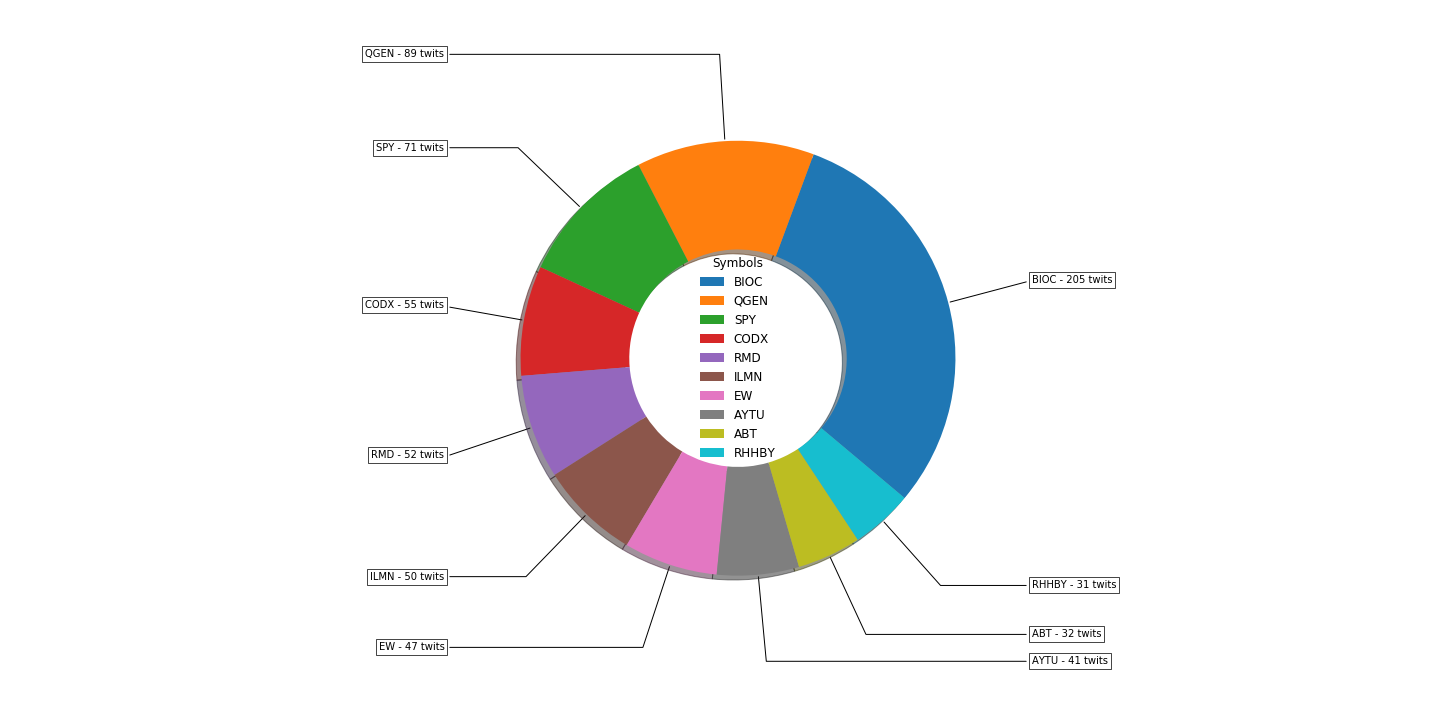 QGEN - 89 twits
SPY - 71 twits
CODX - 55 twits
RMD - 52 twits
ILMN - 50 twits
EW - 47 twits
Symbols
BIOC
QGEN
SPY
CODX
RMD
ILMN
EW
AYTU
ABT
RHHBY
BIOC - 205 twits
RHHBY - 31 twits
ABT - 32 twits
AYTU - 41 twits